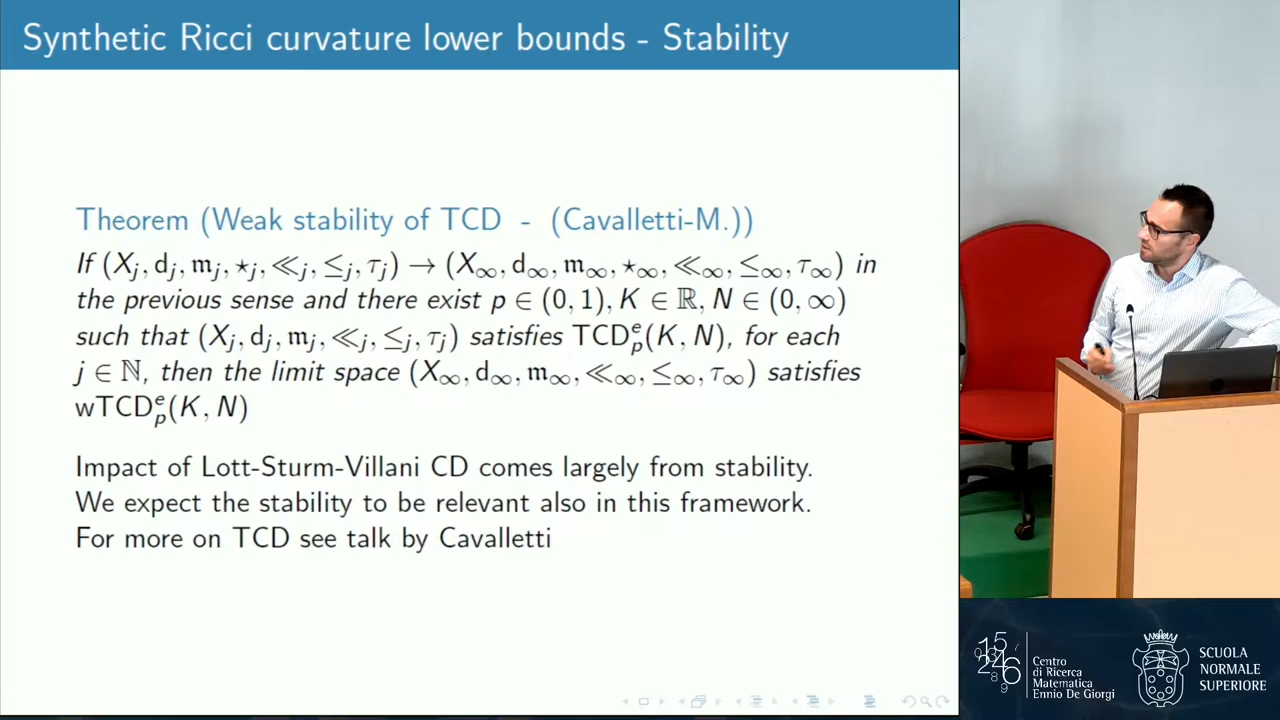 Synthetic Ricci curvature lower bounds - Stability
Theorem (Weak stability of TCD - (Cavalletti-M.))
If (Xⱼ, dⱼ, 𝔪ⱼ, ⋆ⱼ, ≪ⱼ, ≤ⱼ, τⱼ) → (X∞, d∞, 𝔪∞, ⋆∞, ≪∞, ≤∞, τ∞) in
the previous sense and there exist p ∈ (0, 1), K ∈ ℝ, N ∈ (0, ∞)
such that (Xⱼ, dⱼ, 𝔪ⱼ, ≪ⱼ, ≤ⱼ, τⱼ) satisfies TCD^e_p(K, N), for each
j ∈ ℕ, then the limit space (X∞, d∞, 𝔪∞, ≪∞, ≤∞, τ∞) satisfies
wTCD^e_p(K, N)
Impact of Lott-Sturm-Villani CD comes largely from stability.
We expect the stability to be relevant also in this framework.
For more on TCD see talk by Cavalletti
Centro
di Ricerca
Matematica
Ennio De Giorgi
SCUOLA
NORMALE
SUPERIORE